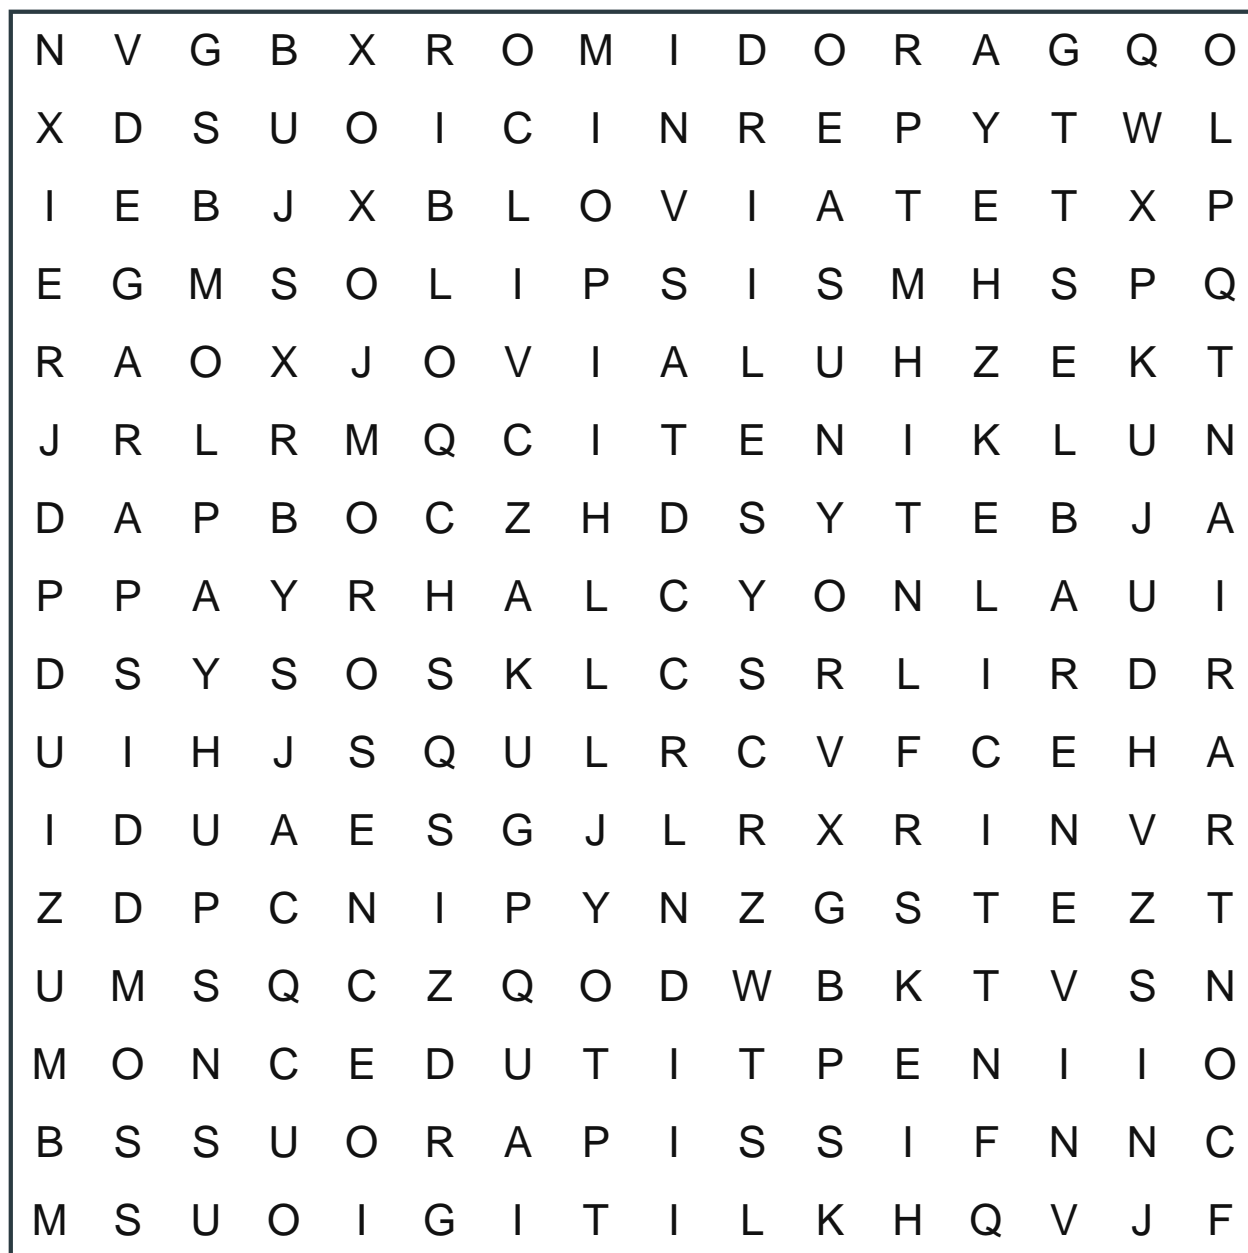 N V G B X R O M I D O R A G Q O
X D S U O I C I N R E P Y T W L
I E B J X B L O V I A T E T X P
E G M S O L I P S I S M H S P Q
R A O X J O V I A L U H Z E K T
J R L R M Q C I T E N I K L U N
D A P B O C Z H D S Y T E B J A
P P A Y R H A L C Y O N L A U I
D S Y S O S K L C S R L I R D R
U I H J S Q U L R C V F C E H A
I D U A E S G J L R X R I N V R
Z D P C N I P Y N Z G S T E Z T
U M S Q C Z Q O D W B K T V S N
M O N C E D U T I T P E N I I O
B S S U O R A P I S S I F N N C
M S U O I G I T I L K H Q V J F